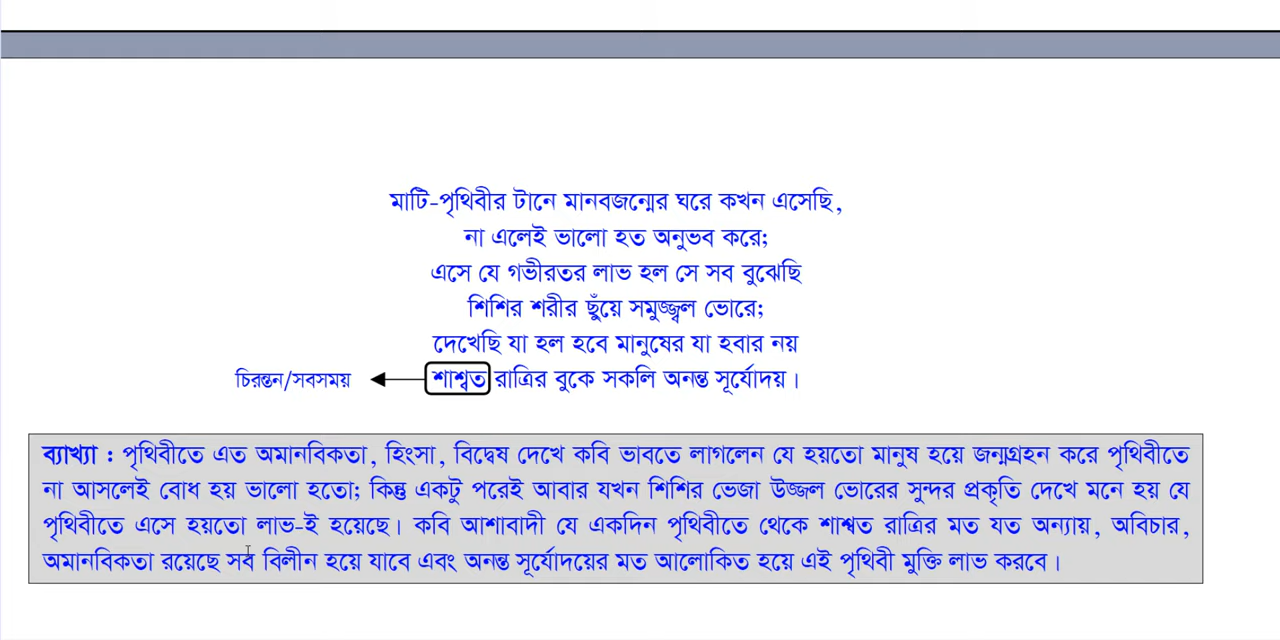 মাটি-পৃথিবীর টানে মানবজন্মের ঘরে কখন এসেছি,
না এলেই ভালো হত অনুভব করে;
এসে যে গভীরতর লাভ হল সে সব বুঝেছি
শিশির শরীর ছুঁয়ে সমুজ্জ্বল ভোরে;
দেখেছি যা হল হবে মানুষের যা হবার নয়
চিরন্তন/সবসময় শাশ্বত রাত্রির বুকে সকলি অনন্ত সূর্যোদয়।
ব্যাখ্যা : পৃথিবীতে এত অমানবিকতা, হিংসা, বিদ্বেষ দেখে কবি ভাবতে লাগলেন যে হয়তো মানুষ হয়ে জন্মগ্রহন করে পৃথিবীতে
না আসলেই বোধ হয় ভালো হতো; কিন্তু একটু পরেই আবার যখন শিশির ভেজা উজ্জল ভোরের সুন্দর প্রকৃতি দেখে মনে হয় যে
পৃথিবীতে এসে হয়তো লাভ-ই হয়েছে। কবি আশাবাদী যে একদিন পৃথিবীতে থেকে শাশ্বত রাত্রির মত যত অন্যায়, অবিচার,
অমানবিকতা রয়েছে সব বিলীন হয়ে যাবে এবং অনন্ত সূর্যোদয়ের মত আলোকিত হয়ে এই পৃথিবী মুক্তি লাভ করবে।